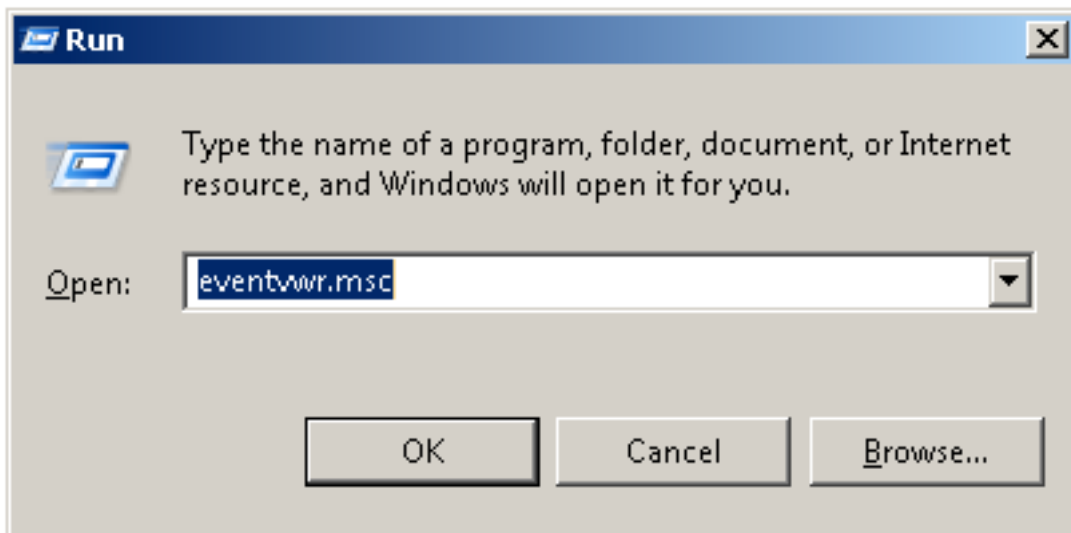 Run
Type the name of a program, folder, document, or Internet
resource, and Windows will open it for you.
Open: eventvwr.msc
OK Cancel Browse...